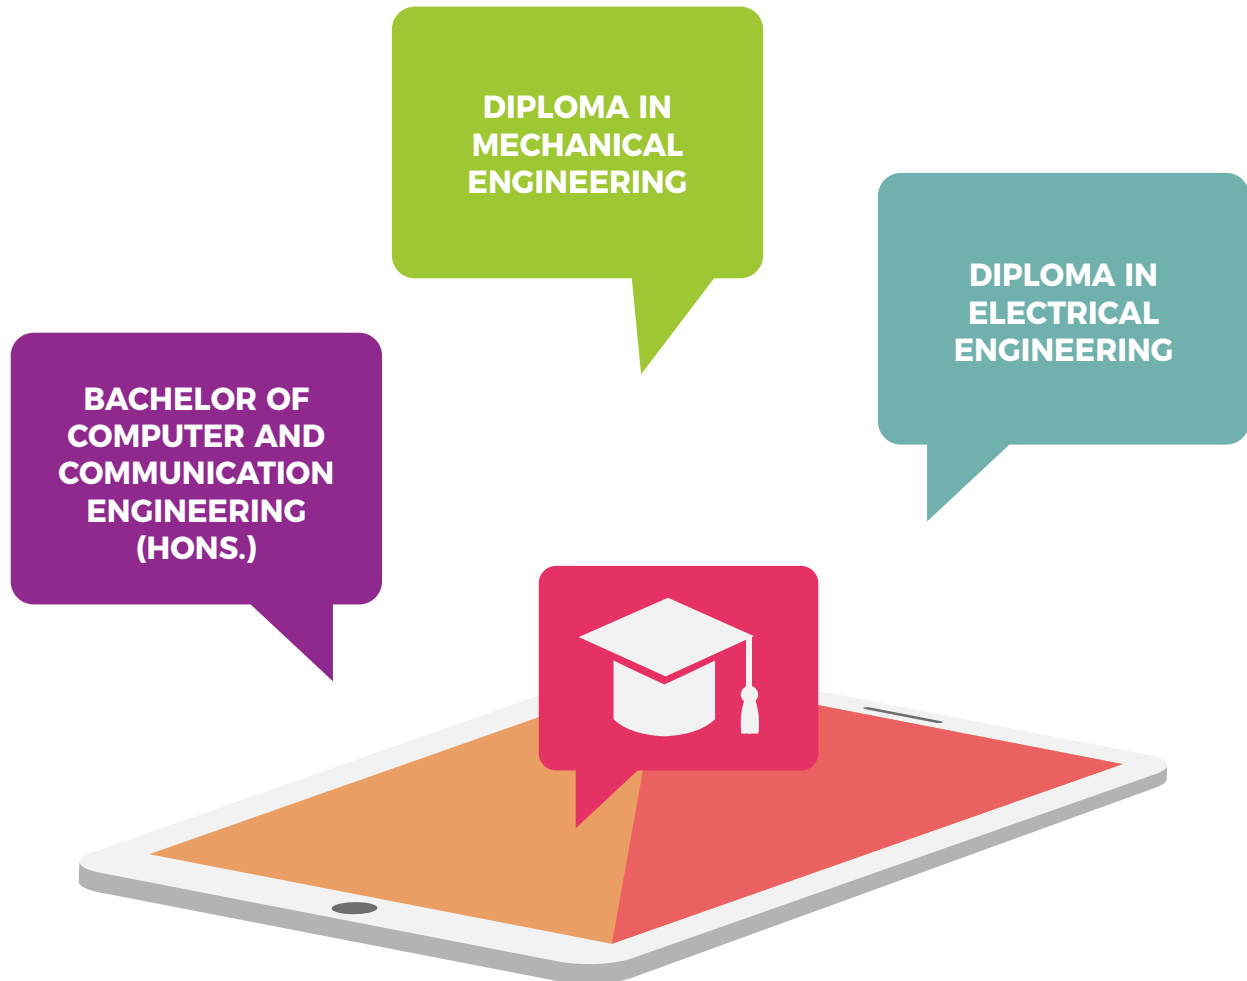 DIPLOMA IN
MECHANICAL
ENGINEERING
DIPLOMA IN
ELECTRICAL
ENGINEERING
BACHELOR OF
COMPUTER AND
COMMUNICATION
ENGINEERING
(HONS.)